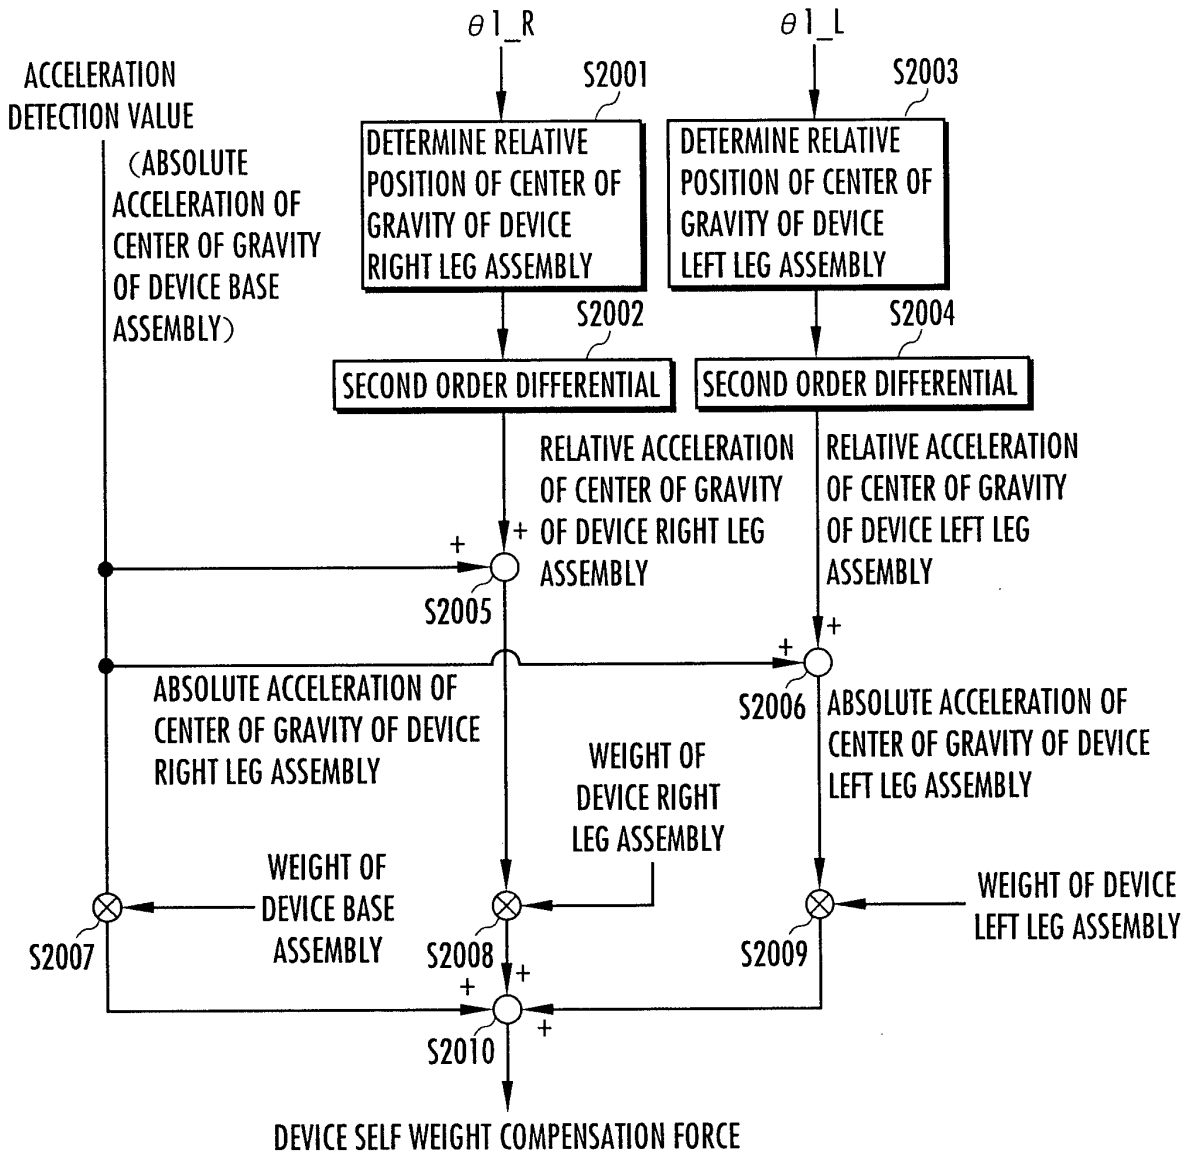 θ1_R
θ1_L
ACCELERATION
DETECTION VALUE
(ABSOLUTE
ACCELERATION OF
CENTER OF GRAVITY
OF DEVICE BASE
ASSEMBLY)
S2001
DETERMINE RELATIVE
POSITION OF CENTER OF
GRAVITY OF DEVICE
RIGHT LEG ASSEMBLY
S2003
DETERMINE RELATIVE
POSITION OF CENTER OF
GRAVITY OF DEVICE
LEFT LEG ASSEMBLY
S2002
SECOND ORDER DIFFERENTIAL
S2004
SECOND ORDER DIFFERENTIAL
RELATIVE ACCELERATION
OF CENTER OF GRAVITY
OF DEVICE RIGHT LEG
ASSEMBLY
RELATIVE ACCELERATION
OF CENTER OF GRAVITY
OF DEVICE LEFT LEG
ASSEMBLY
+
+
S2005
+
+
S2006
ABSOLUTE ACCELERATION OF
CENTER OF GRAVITY OF DEVICE
RIGHT LEG ASSEMBLY
ABSOLUTE ACCELERATION OF
CENTER OF GRAVITY OF DEVICE
LEFT LEG ASSEMBLY
WEIGHT OF
DEVICE RIGHT
LEG ASSEMBLY
WEIGHT OF
DEVICE BASE
ASSEMBLY
WEIGHT OF DEVICE
LEFT LEG ASSEMBLY
S2007
S2008
S2009
+
+
+
S2010
DEVICE SELF WEIGHT COMPENSATION FORCE